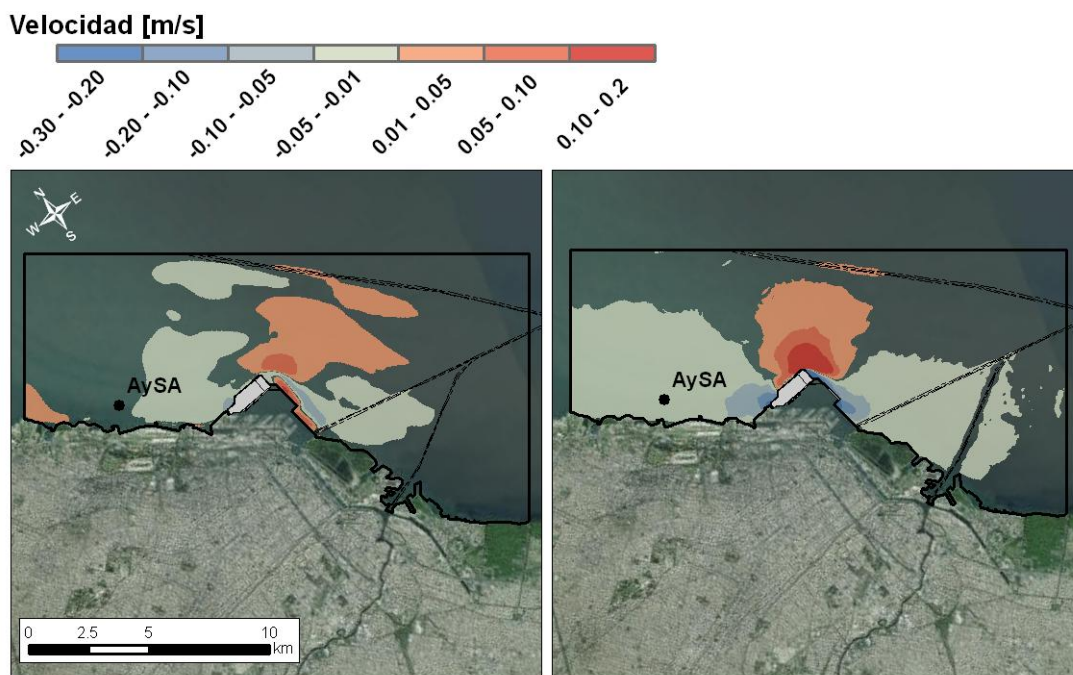 Velocidad [m/s]
-0.30 - -0.20
-0.20 - -0.10
-0.10 - -0.05
-0.05 - -0.01
0.01 - 0.05
0.05 - 0.10
0.10 - 0.2
N
E
W
S
AySA
AySA
0 2.5 5 10
km